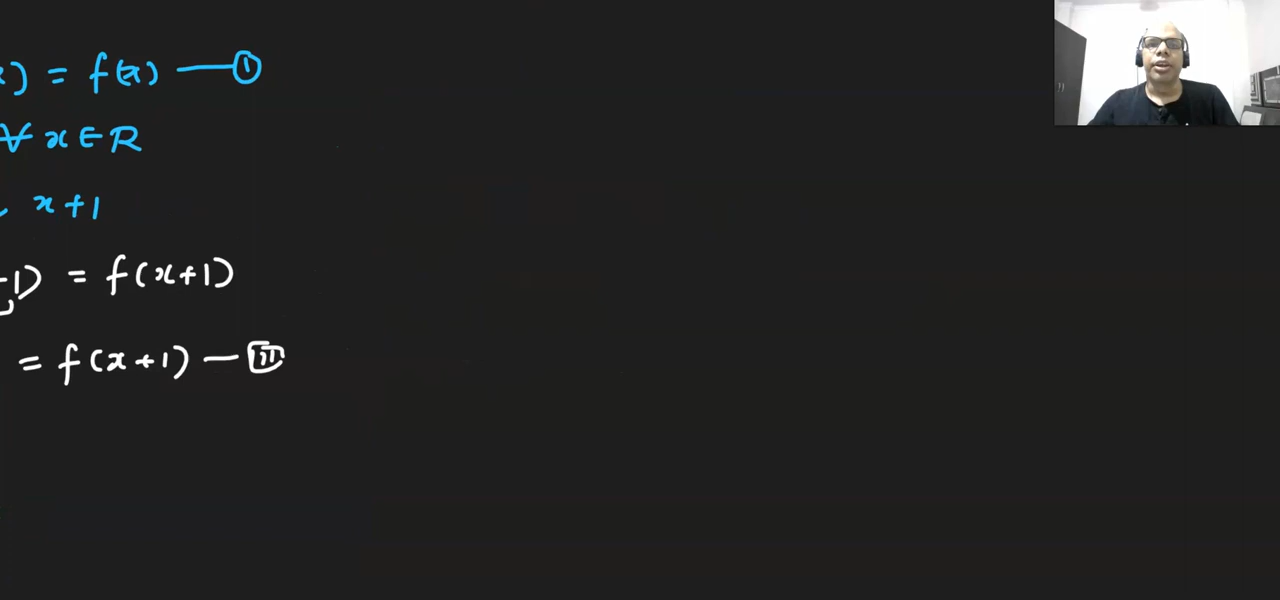 x) = f(x) —— ①
∀ x ∈ R
x + 1
-1) = f(x+1)
= f(x+1) — III